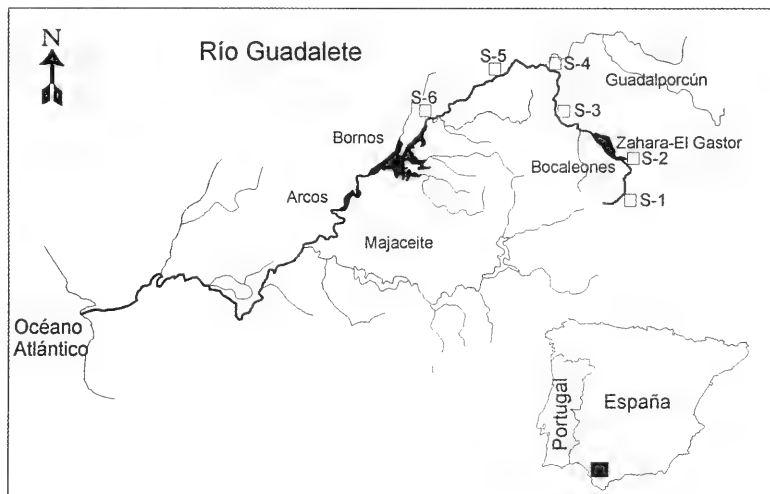 N
Río Guadalete
S-5
S-4
Guadalporcún
S-6
S-3
Bornos
Zahara-El Gastor
S-2
Bocaleones
Arcos
S-1
Majaceite
Océano
Atlántico
Portugal
España